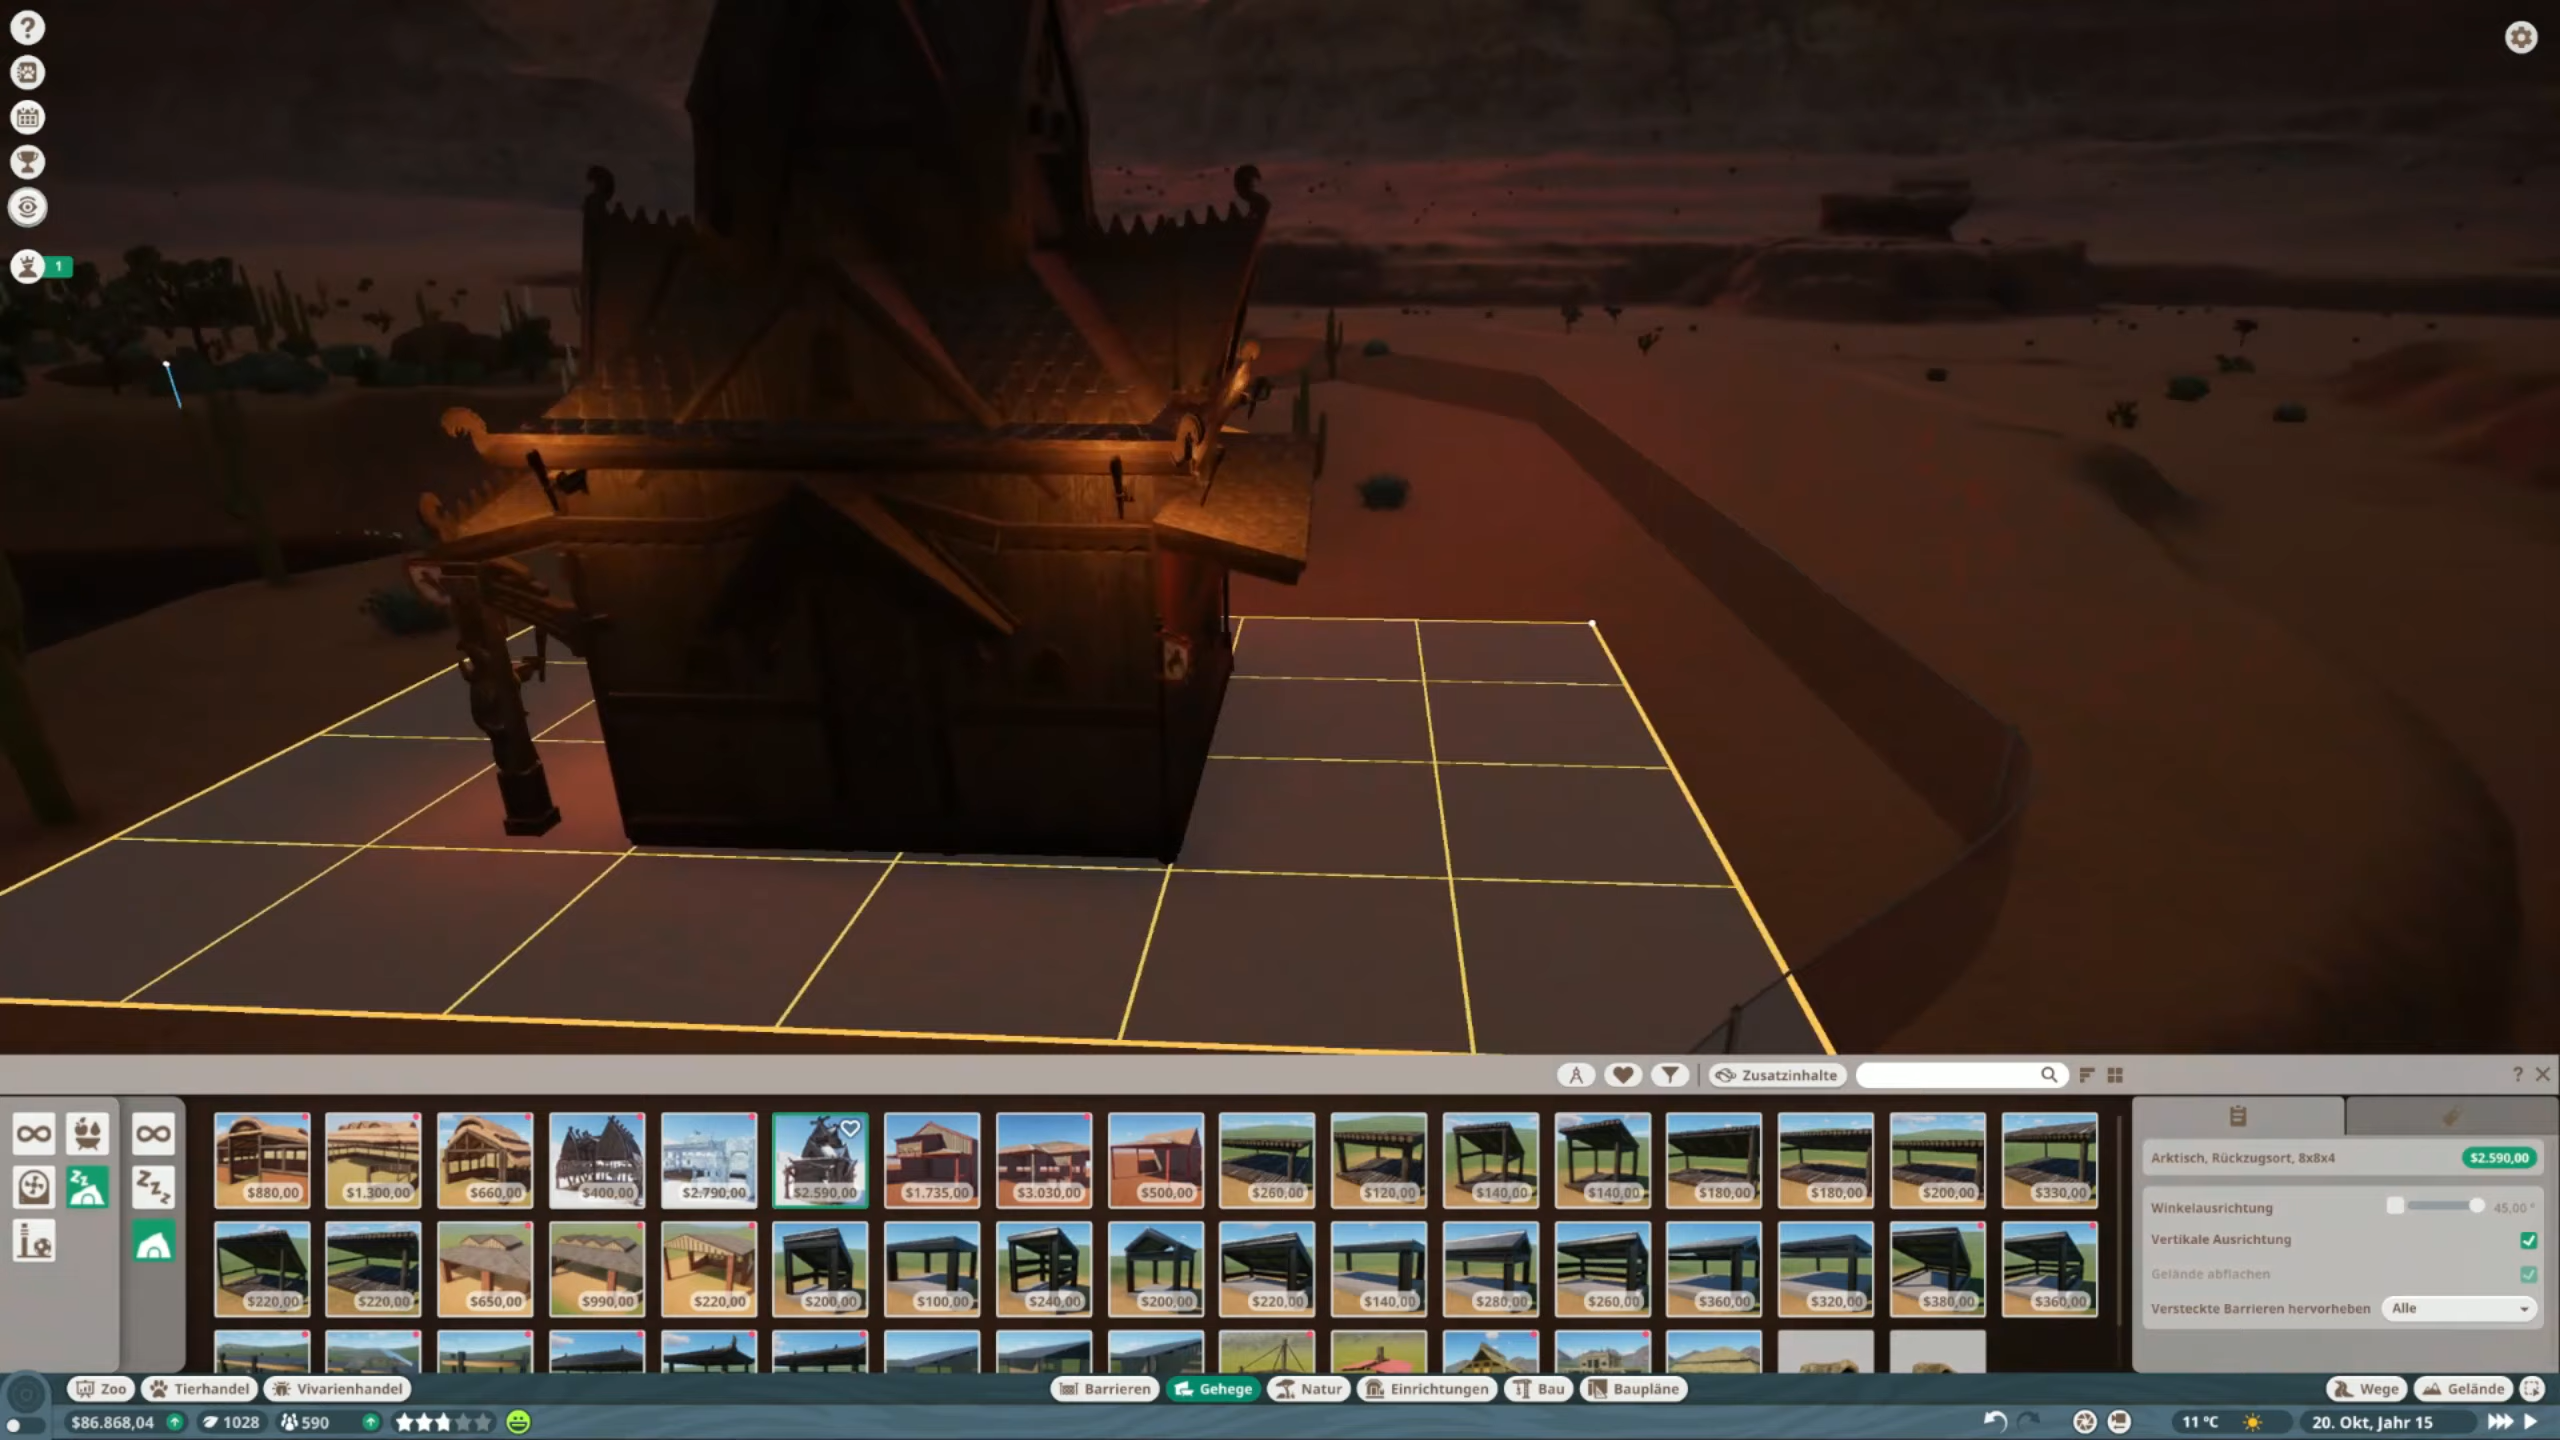 1
Zusatzinhalte
?
$880,00 $1.300,00 $660,00 $400,00 $2.790,00 $2.590,00 $1.735,00 $3.030,00 $500,00 $260,00 $120,00 $140,00 $140,00 $180,00 $180,00 $200,00 $330,00
$220,00 $220,00 $650,00 $990,00 $220,00 $200,00 $100,00 $240,00 $200,00 $220,00 $140,00 $280,00 $260,00 $360,00 $320,00 $380,00 $360,00
Arktisch, Rückzugsort, 8x8x4 $2.590,00
Winkelausrichtung 45.00 °
Vertikale Ausrichtung
Gelände abflachen
Versteckte Barrieren hervorheben Alle
Zoo Tierhandel Vivarienhandel Barrieren Gehege Natur Einrichtungen Bau Baupläne Wege Gelände
$86.868,04 1028 590 11 °C 20. Okt, Jahr 15